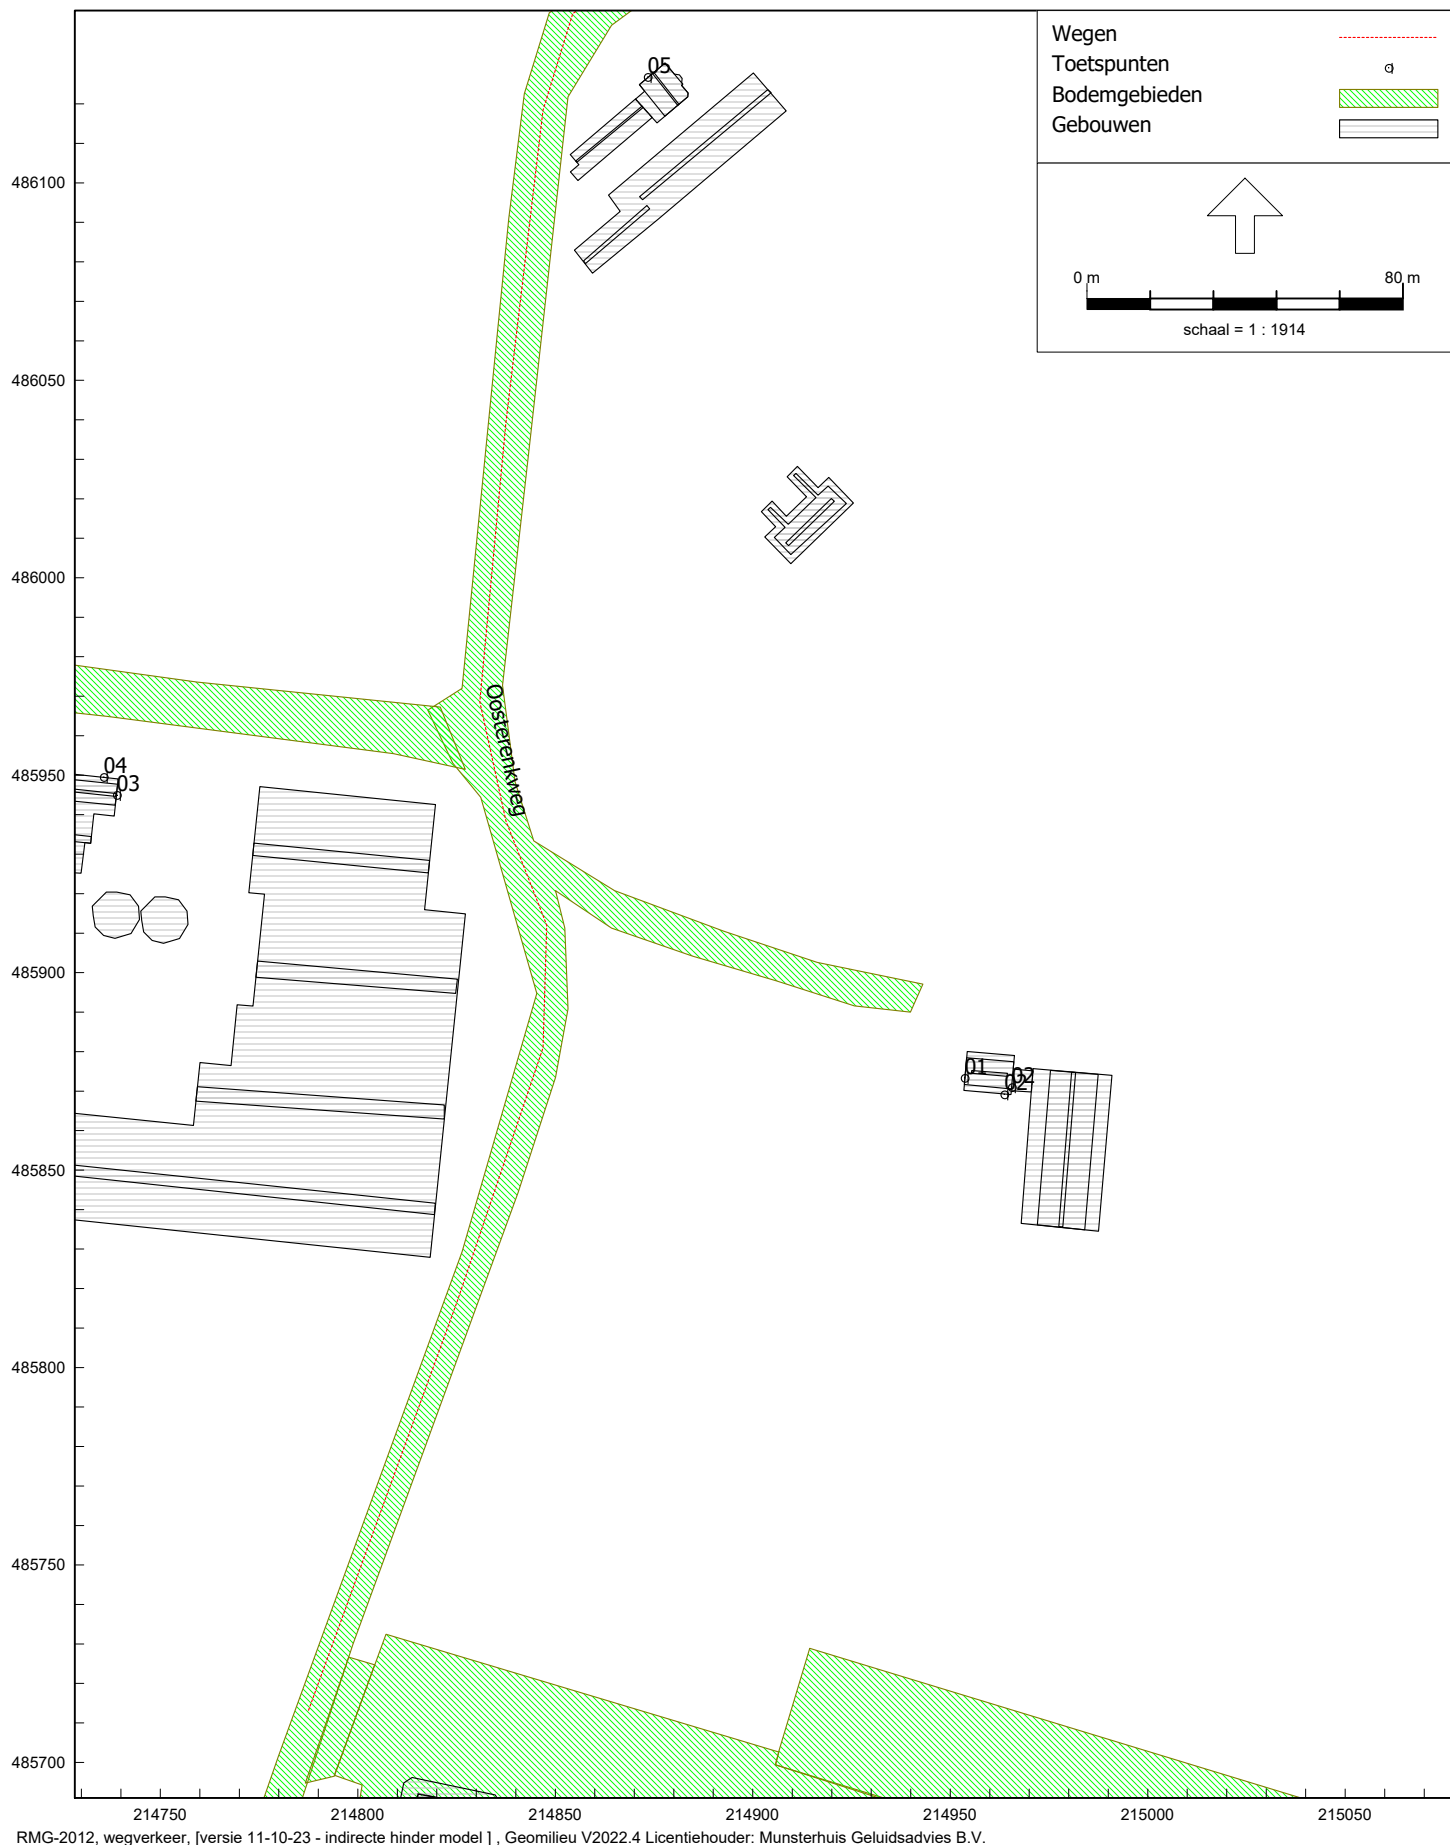 Wegen
Toetspunten
Bodemgebieden
Gebouwen
0 m
80 m
schaal = 1 : 1914
05
486100
486050
486000
Oosterenkweg
04
485950
03
485900
01
02
02
485850
485800
485750
485700
214750
214800
214850
214900
214950
215000
215050
RMG-2012, wegverkeer, [versie 11-10-23 - indirecte hinder model ] , Geomilieu V2022.4 Licentiehouder: Munsterhuis Geluidsadvies B.V.